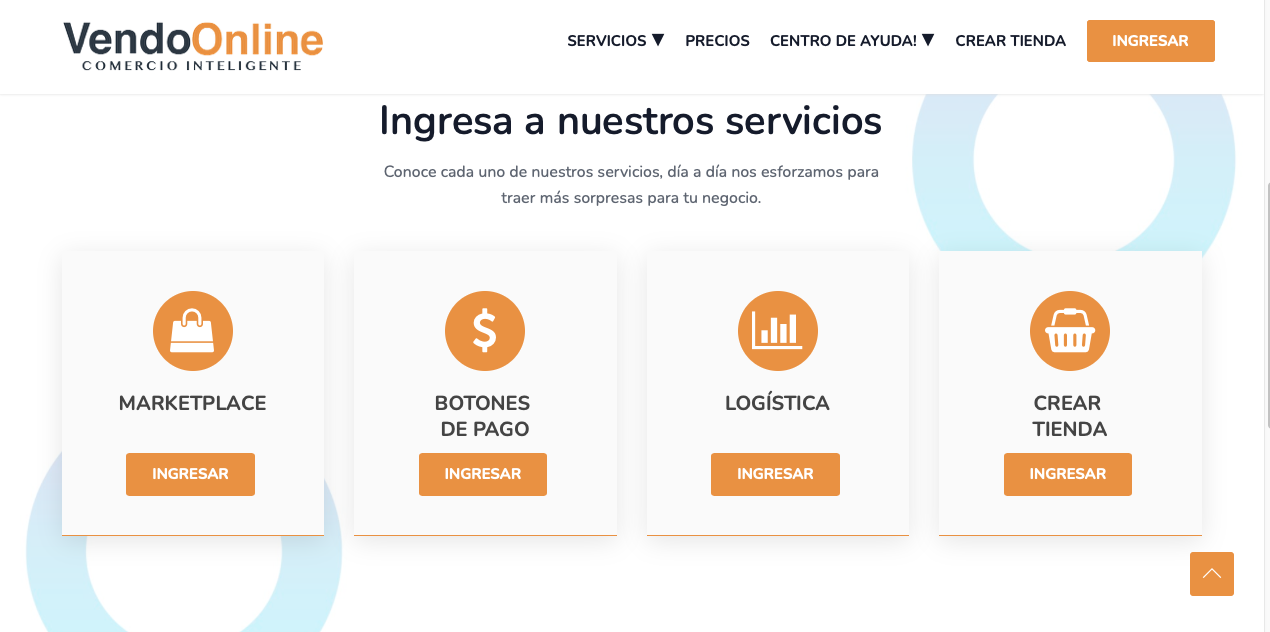 VendoOnline
COMERCIO INTELIGENTE
SERVICIOS ▼ PRECIOS CENTRO DE AYUDA! ▼ CREAR TIENDA INGRESAR
Ingresa a nuestros servicios
Conoce cada uno de nuestros servicios, día a día nos esforzamos para
traer más sorpresas para tu negocio.
MARKETPLACE
INGRESAR
BOTONES
DE PAGO
INGRESAR
LOGÍSTICA
INGRESAR
CREAR
TIENDA
INGRESAR